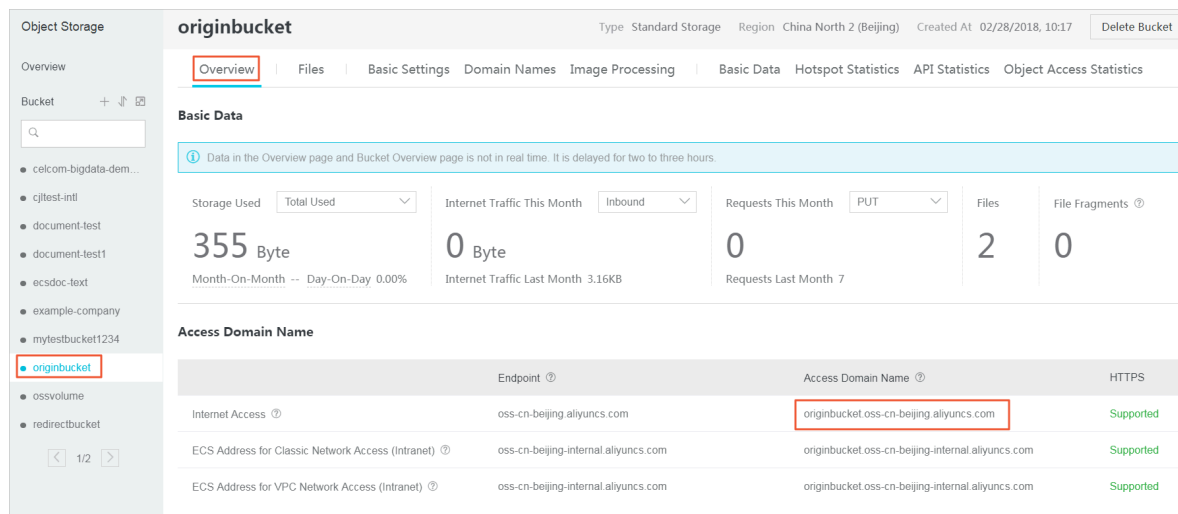 Object Storage
originbucket
Type Standard Storage Region China North 2 (Beijing) Created At 02/28/2018, 10:17 Delete Bucket
Overview
Overview Files Basic Settings Domain Names Image Processing Basic Data Hotspot Statistics API Statistics Object Access Statistics
Bucket
Basic Data
Data in the Overview page and Bucket Overview page is not in real time. It is delayed for two to three hours.
celcom-bigdata-dem...
cjltest-intl
document-test
document-test1
ecsdoc-text
example-company
mytestbucket1234
originbucket
ossvolume
redirectbucket
1/2
Storage Used Total Used
355 Byte
Month-On-Month -- Day-On-Day 0.00%
Internet Traffic This Month Inbound
0 Byte
Internet Traffic Last Month 3.16KB
Requests This Month PUT
0
Requests Last Month 7
Files
2
File Fragments
0
Access Domain Name
Endpoint Access Domain Name HTTPS
Internet Access oss-cn-beijing.aliyuncs.com originbucket.oss-cn-beijing.aliyuncs.com Supported
ECS Address for Classic Network Access (Intranet) oss-cn-beijing-internal.aliyuncs.com originbucket.oss-cn-beijing-internal.aliyuncs.com Supported
ECS Address for VPC Network Access (Intranet) oss-cn-beijing-internal.aliyuncs.com originbucket.oss-cn-beijing-internal.aliyuncs.com Supported